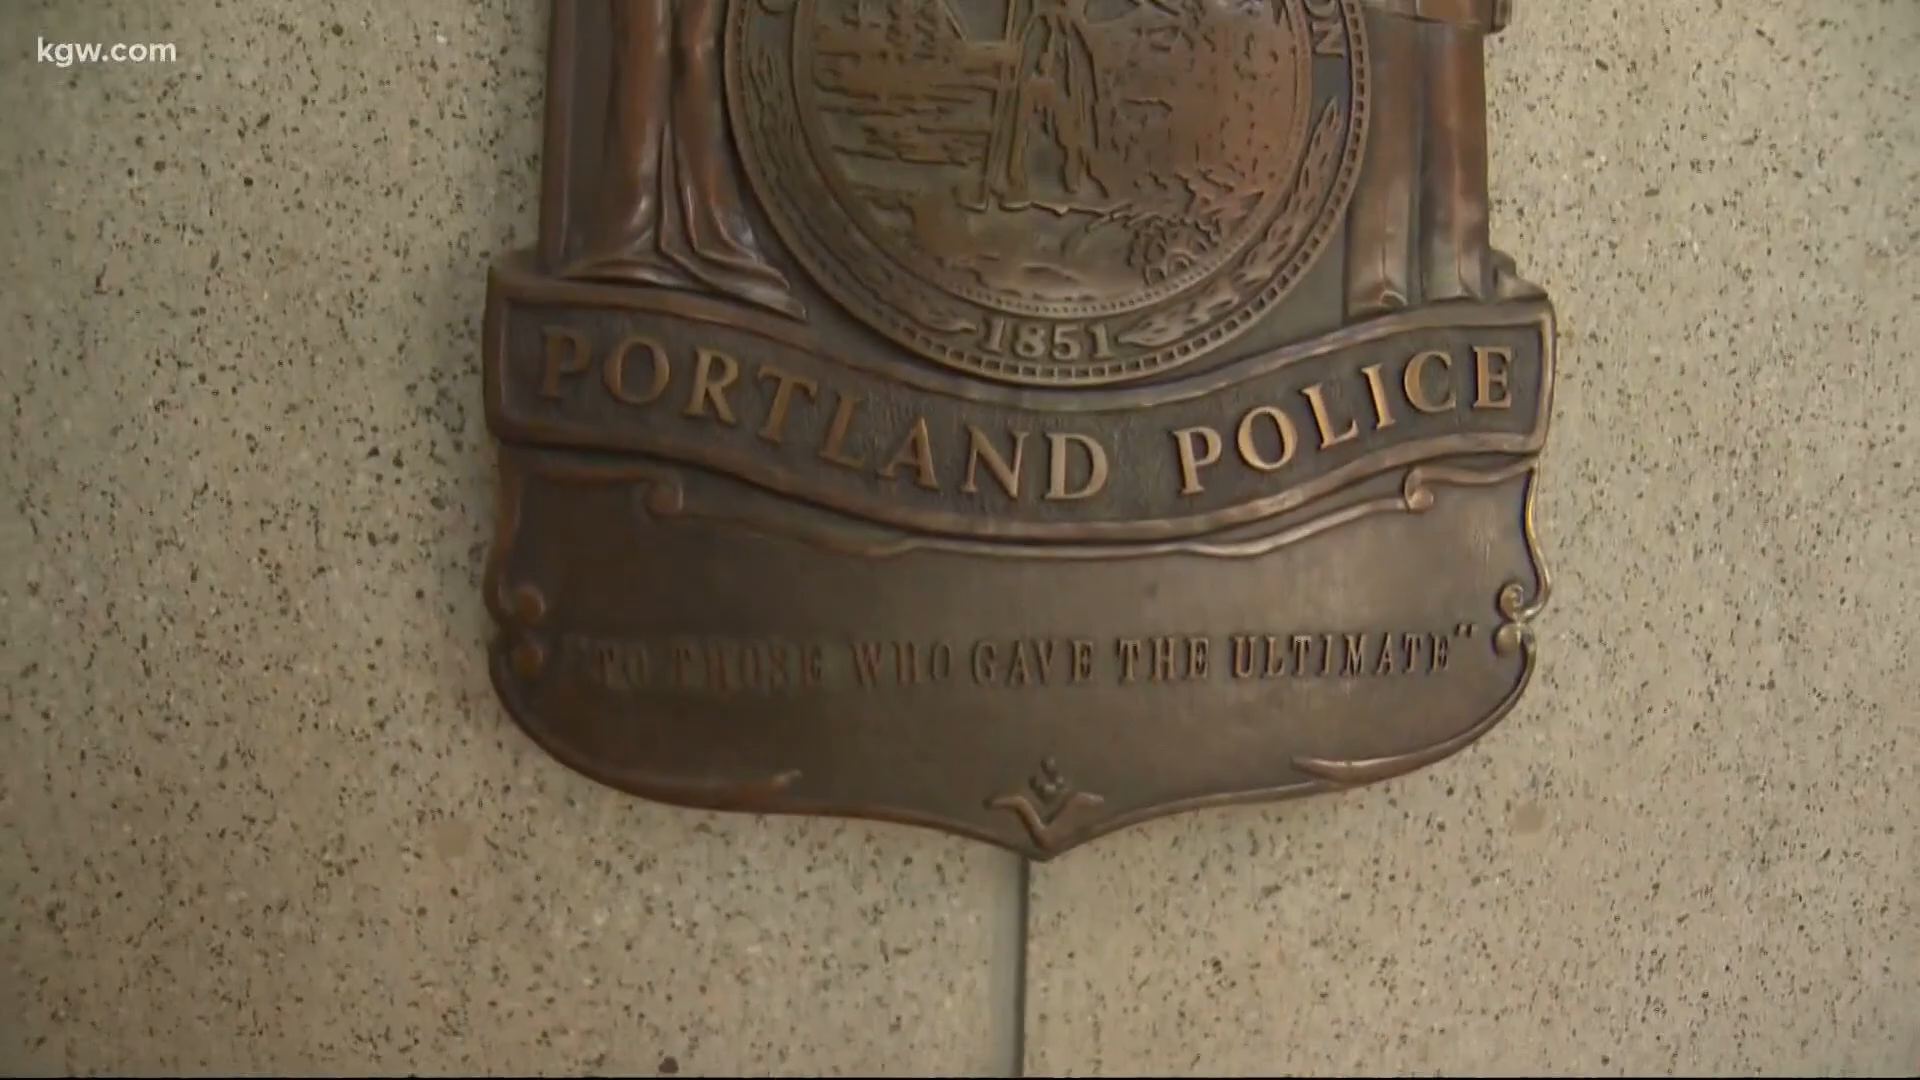 kgw.com
1851
PORTLAND POLICE
"TO THOSE WHO GAVE THE ULTIMATE"